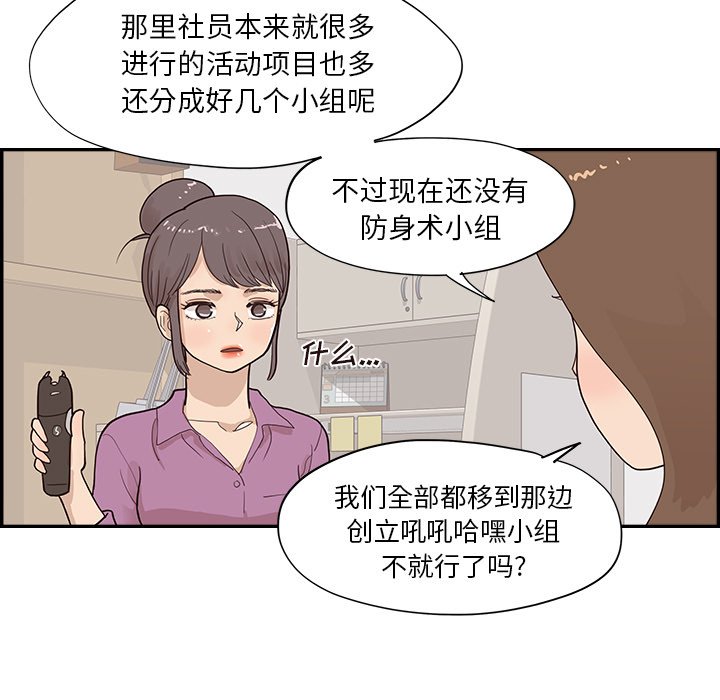 那里社员本来就很多
进行的活动项目也多
还分成好几个小组呢
不过现在还没有
防身术小组
什么...
我们全部都移到那边
创立吼吼哈嘿小组
不就行了吗?